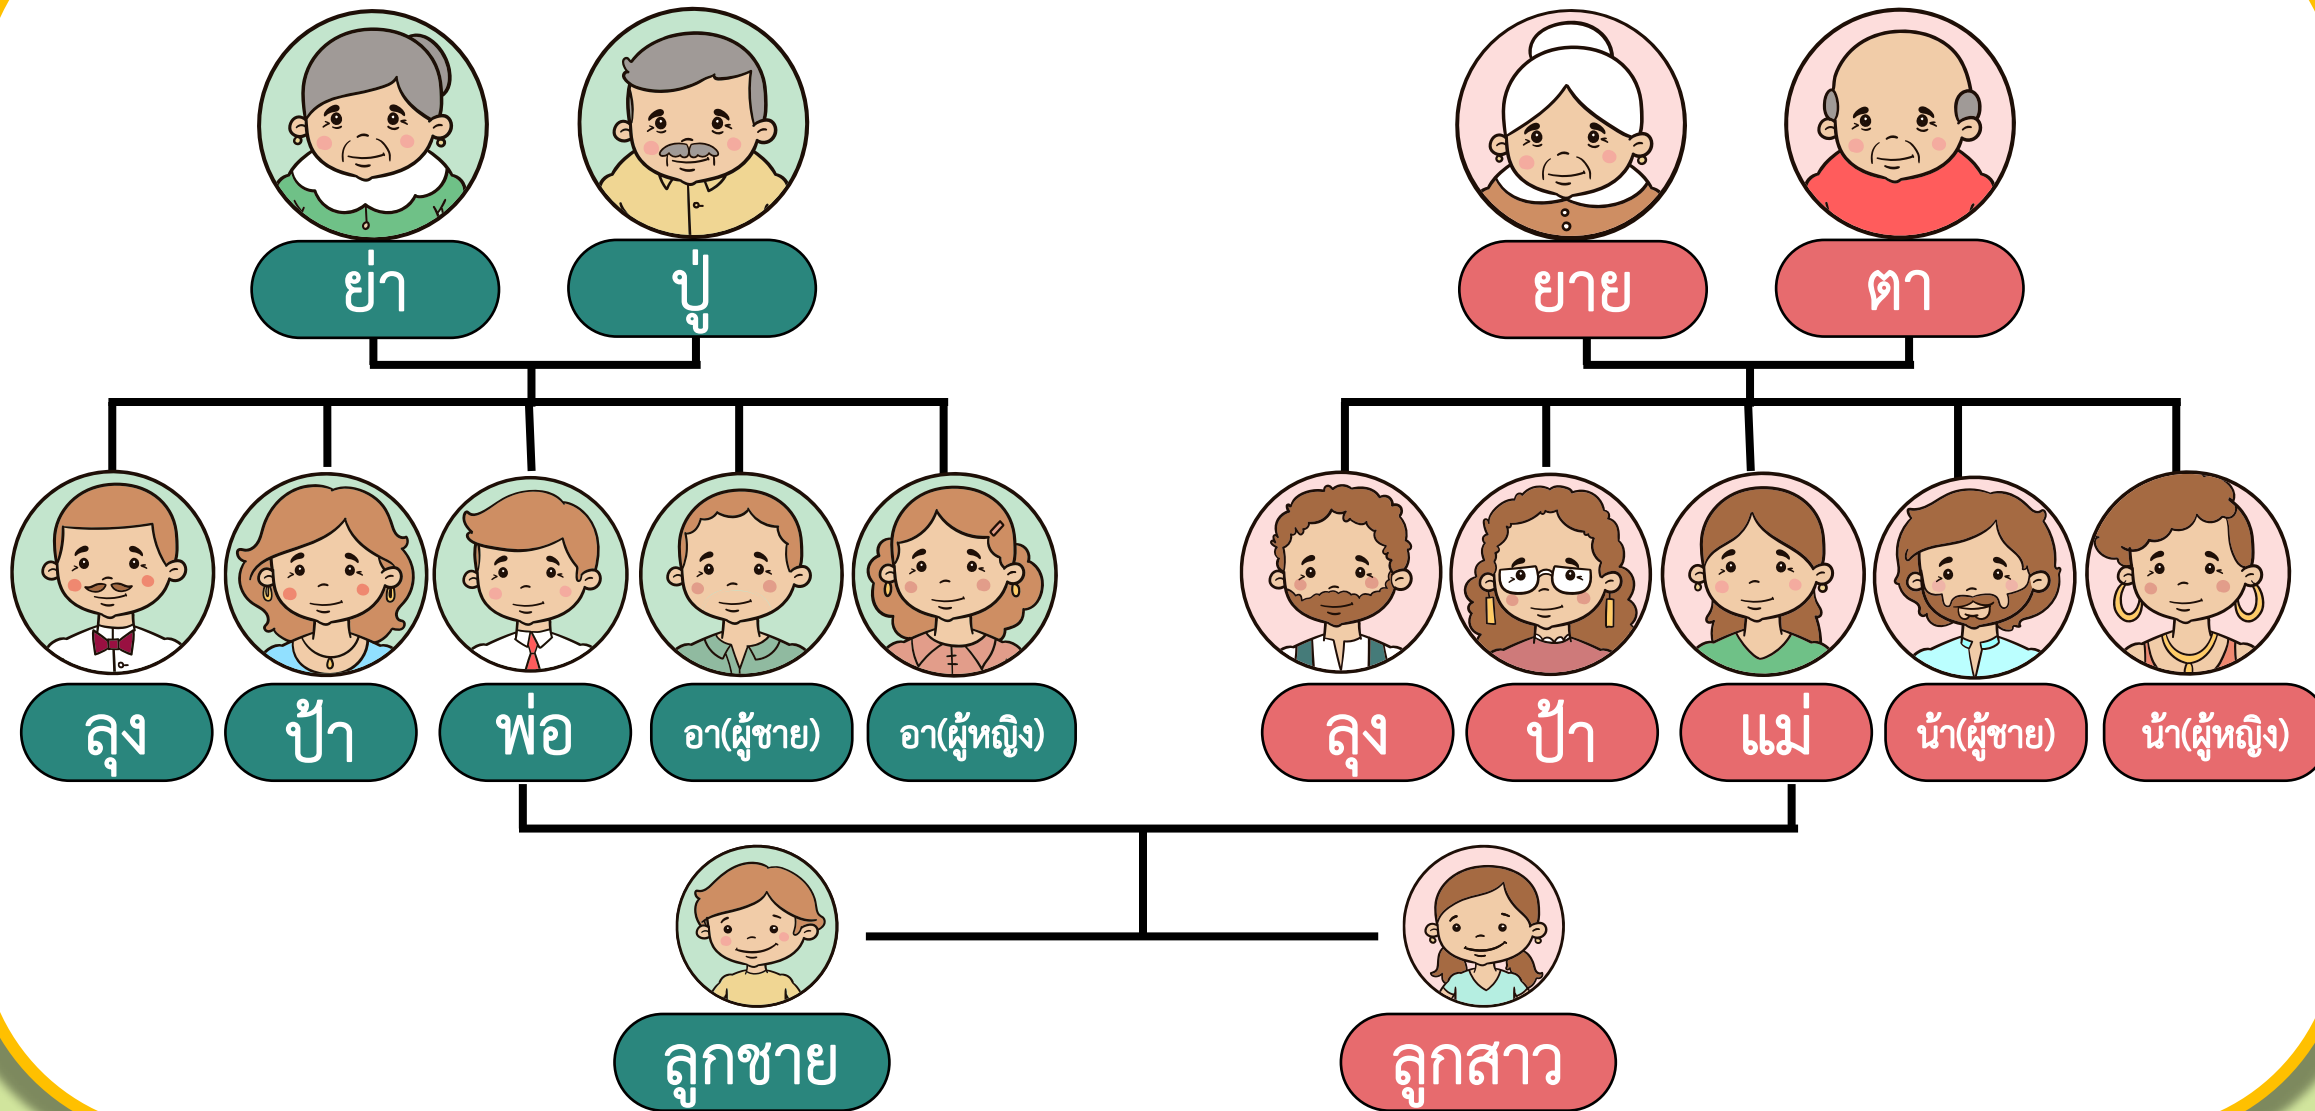 ย่า
ปู่
ยาย
ตา
ลุง
ป้า
พ่อ
อา(ผู้ชาย)
อา(ผู้หญิง)
ลุง
ป้า
แม่
น้า(ผู้ชาย)
น้า(ผู้หญิง)
ลูกชาย
ลูกสาว